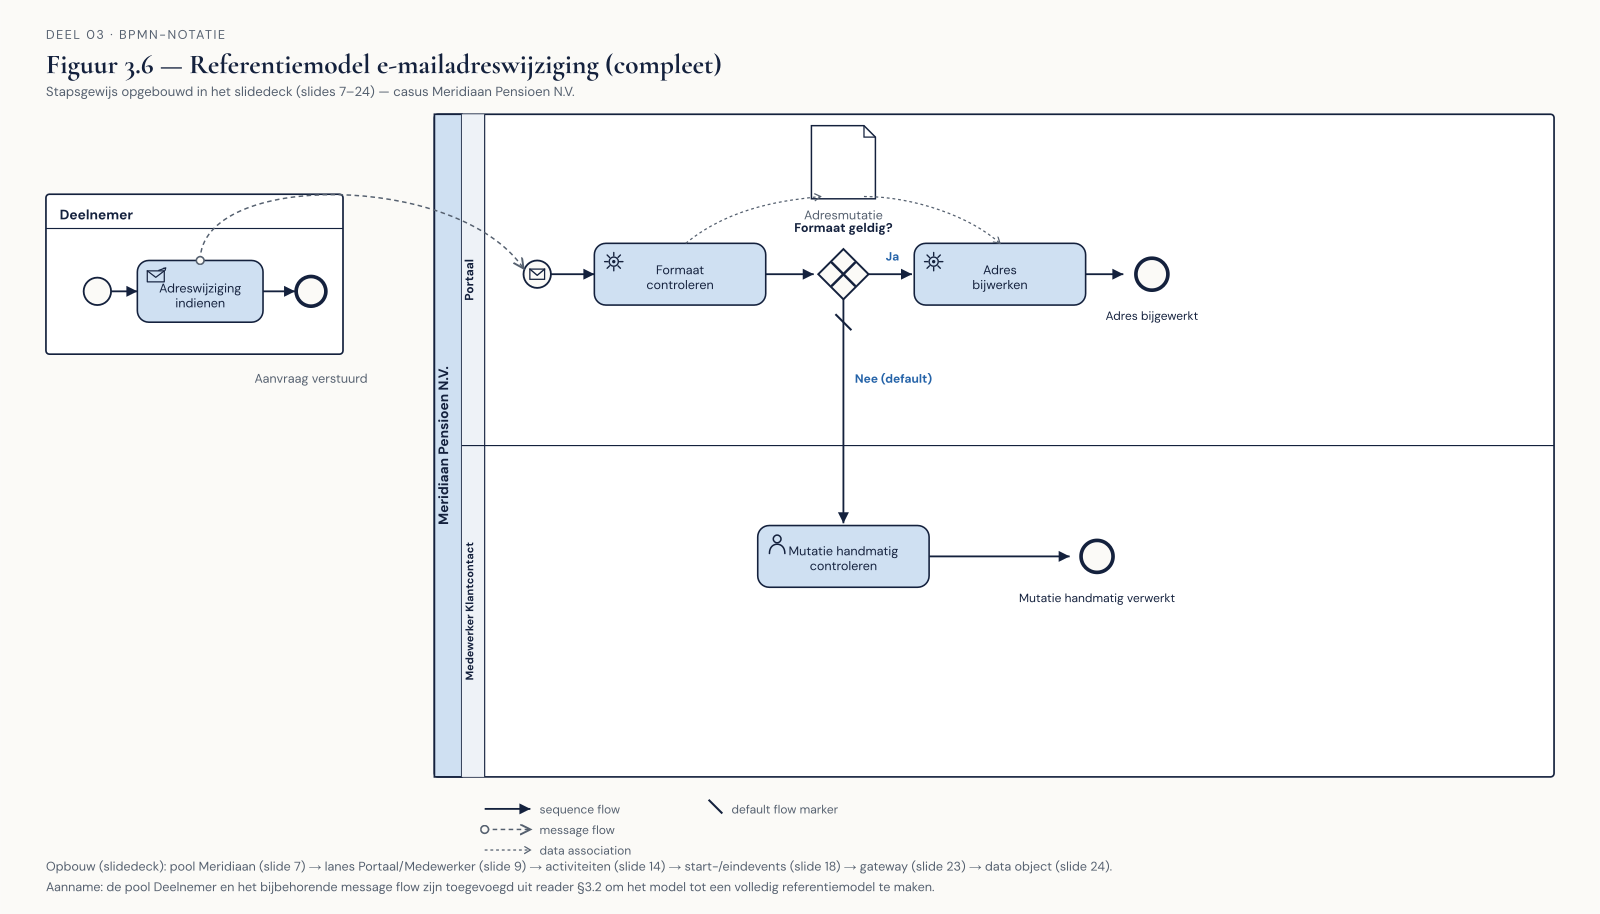 DEEL 03 · BPMN-NOTATIE
Figuur 3.6 — Referentiemodel e-mailadreswijziging (compleet)
Stapsgewijs opgebouwd in het slidedeck (slides 7–24) — casus Meridiaan Pensioen N.V.
Deelnemer
Adreswijziging
indienen
Aanvraag verstuurd
Meridiaan Pensioen N.V.
Portaal
Medewerker Klantcontact
Adresmutatie
Formaat geldig?
Formaat
controleren
Ja
Adres
bijwerken
Adres bijgewerkt
Nee (default)
Mutatie handmatig
controleren
Mutatie handmatig verwerkt
sequence flow
default flow marker
message flow
data association
Opbouw (slidedeck): pool Meridiaan (slide 7) → lanes Portaal/Medewerker (slide 9) → activiteiten (slide 14) → start-/eindevents (slide 18) → gateway (slide 23) → data object (slide 24).
Aanname: de pool Deelnemer en het bijbehorende message flow zijn toegevoegd uit reader §3.2 om het model tot een volledig referentiemodel te maken.